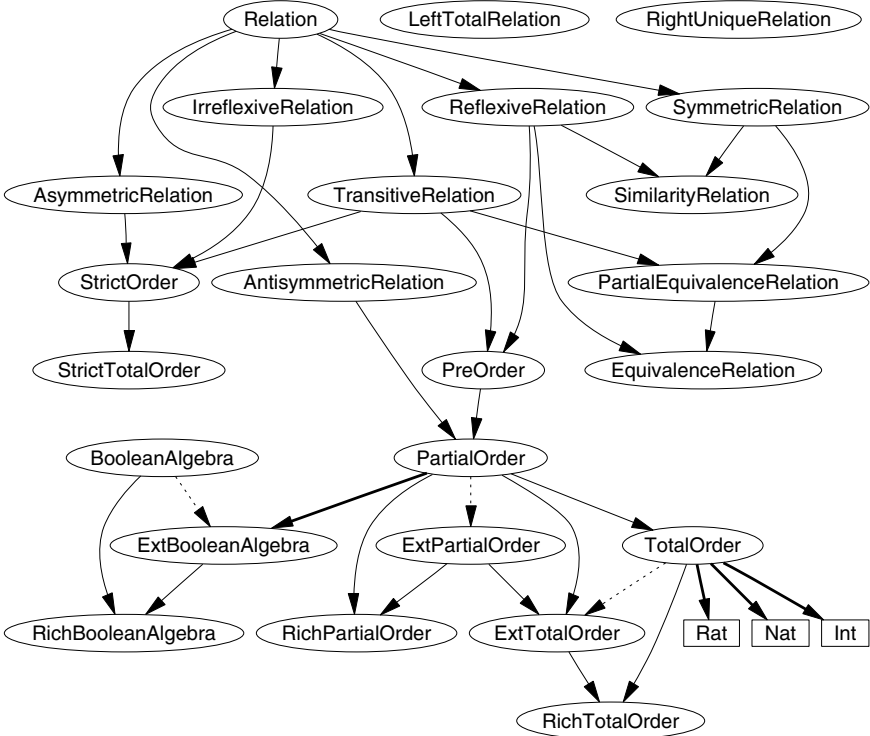 Relation
LeftTotalRelation
RightUniqueRelation
IrreflexiveRelation
ReflexiveRelation
SymmetricRelation
AsymmetricRelation
TransitiveRelation
SimilarityRelation
StrictOrder
AntisymmetricRelation
PartialEquivalenceRelation
StrictTotalOrder
PreOrder
EquivalenceRelation
BooleanAlgebra
PartialOrder
ExtBooleanAlgebra
ExtPartialOrder
TotalOrder
RichBooleanAlgebra
RichPartialOrder
ExtTotalOrder
Rat
Nat
Int
RichTotalOrder